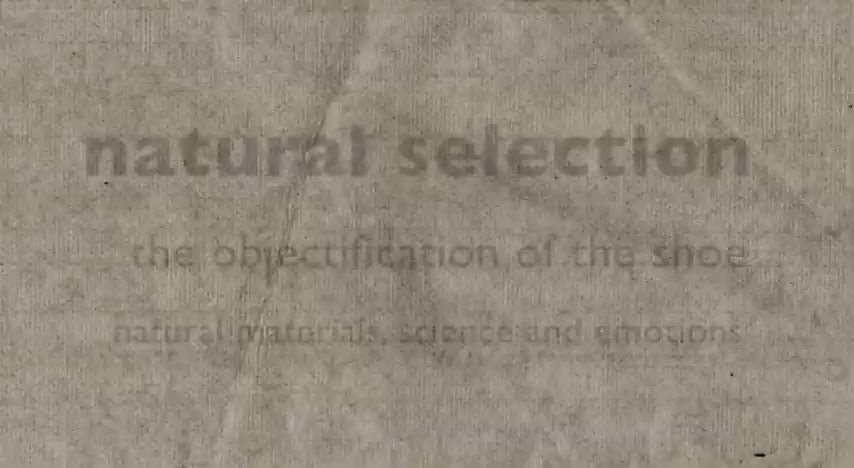 natural selection
the objectification of the shoe
natural materials, science and emotions